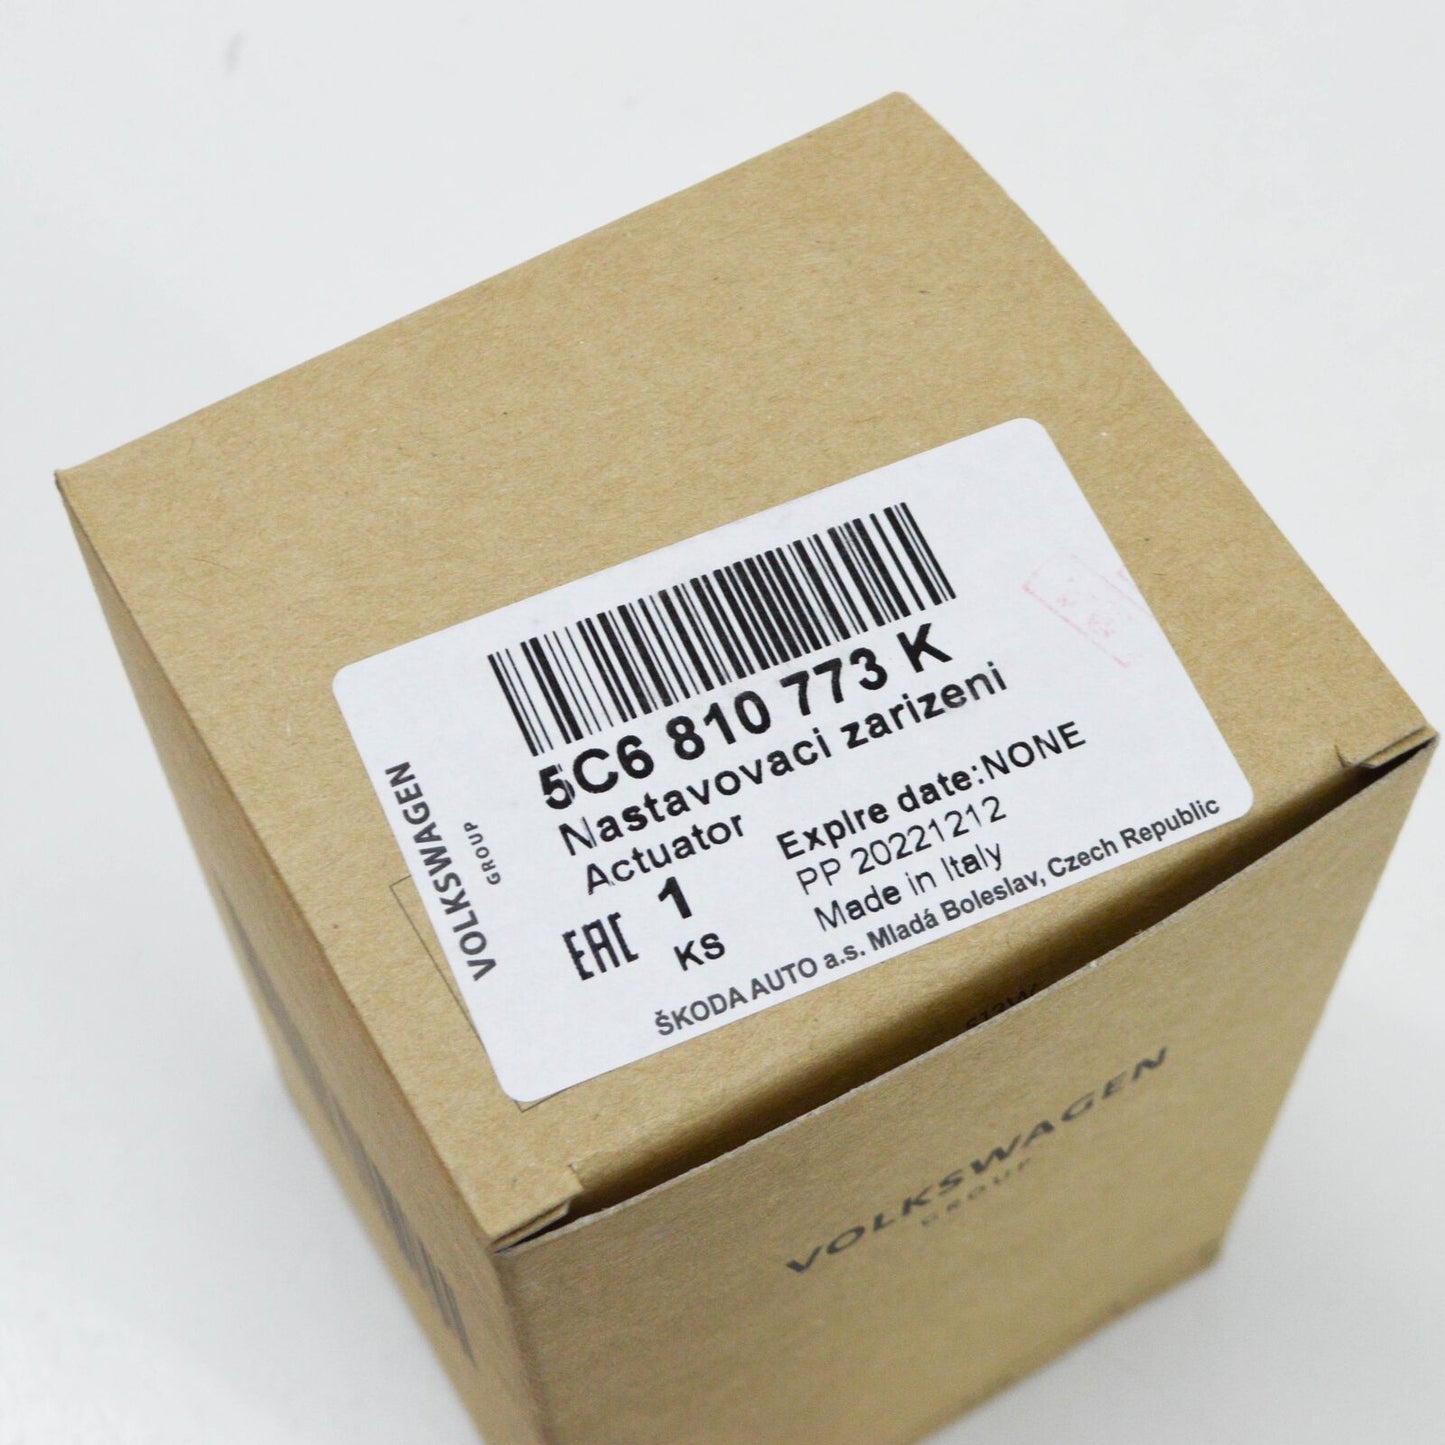 5C6 810 773 K
Nastavovaci zarizeni
Actuator
ExpIre date:NONE
PP 20221212
Made in Italy
EAC
1
KS
ŠKODA AUTO a.s. Mladá Boleslav, Czech Republic
VOLKSWAGEN
GROUP
VOLKSWAGEN
GROUP